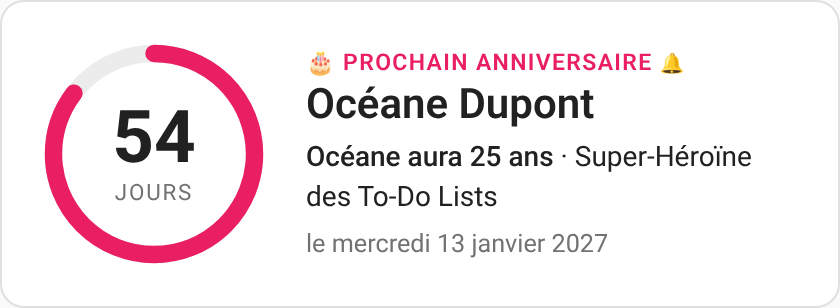 54
JOURS
🎂 PROCHAIN ANNIVERSAIRE 🔔
Océane Dupont
Océane aura 25 ans · Super-Héroïne
des To-Do Lists
le mercredi 13 janvier 2027